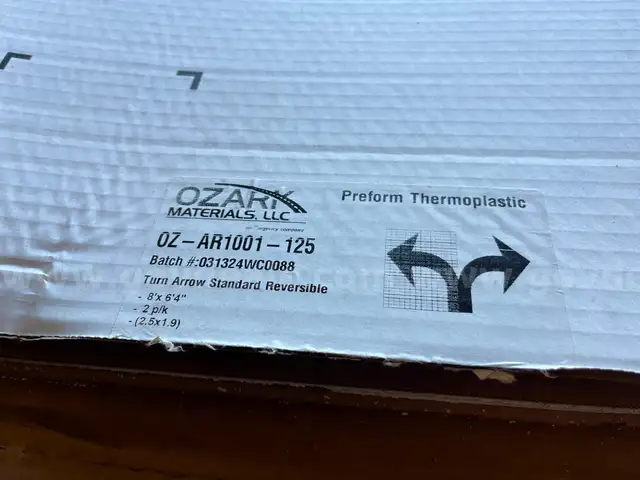 OZARK
MATERIALS, LLC
Preform Thermoplastic
OZ-AR1001-125
Batch #:031324WC0088
Turn Arrow Standard Reversible
- 8'x 6'4"
- 2 p/k
- (2.5x1.9)